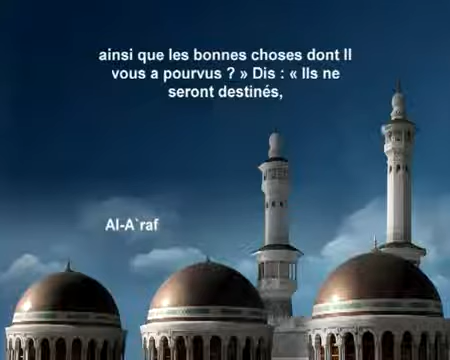 ainsi que les bonnes choses dont Il
vous a pourvus ? » Dis : « Ils ne
seront destinés,
Al-A`raf